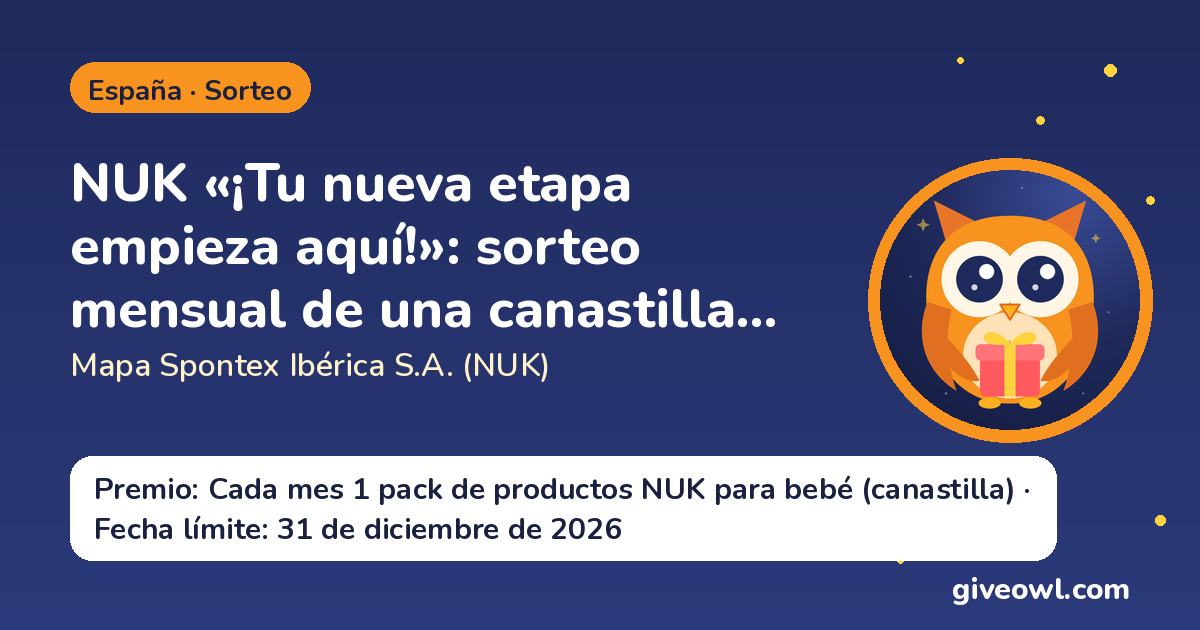 España · Sorteo
NUK «¡Tu nueva etapa
empieza aquí!»: sorteo
mensual de una canastilla...
Mapa Spontex Ibérica S.A. (NUK)
Premio: Cada mes 1 pack de productos NUK para bebé (canastilla) ·
Fecha límite: 31 de diciembre de 2026
giveowl.com